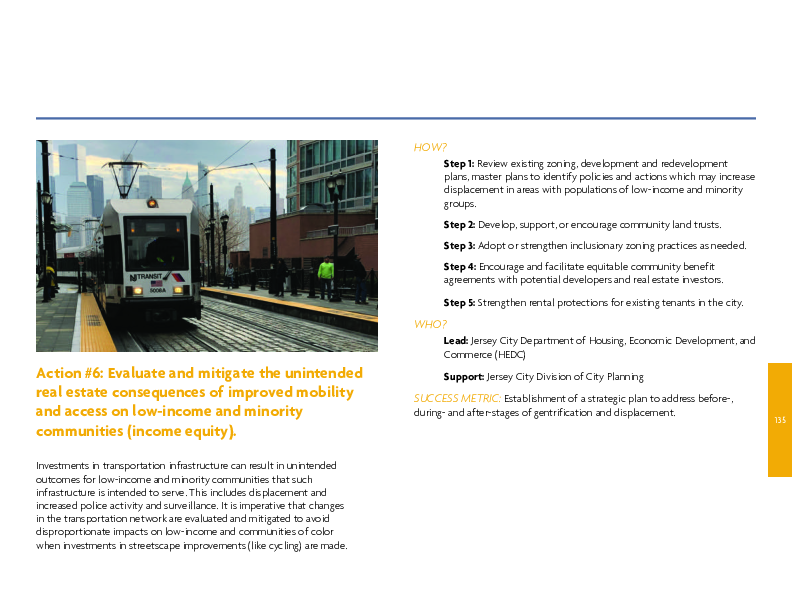 NJ TRANSIT
Action #6: Evaluate and mitigate the unintended
real estate consequences of improved mobility
and access on low-income and minority
communities (income equity).
Investments in transportation infrastructure can result in unintended
outcomes for low-income and minority communities that such
infrastructure is intended to serve. This includes displacement and
increased police activity and surveillance. It is imperative that changes
in the transportation network are evaluated and mitigated to avoid
disproportionate impacts on low-income and communities of color
when investments in streetscape improvements (like cycling) are made.
HOW?
Step 1: Review existing zoning, development and redevelopment
plans, master plans to identify policies and actions which may increase
displacement in areas with populations of low-income and minority
groups.
Step 2: Develop, support, or encourage community land trusts.
Step 3: Adopt or strengthen inclusionary zoning practices as needed.
Step 4: Encourage and facilitate equitable community benefit
agreements with potential developers and real estate investors.
Step 5: Strengthen rental protections for existing tenants in the city.
WHO?
Lead: Jersey City Department of Housing, Economic Development, and
Commerce (HEDC)
Support: Jersey City Division of City Planning
SUCCESS METRIC: Establishment of a strategic plan to address before-,
during- and after-stages of gentrification and displacement.
135